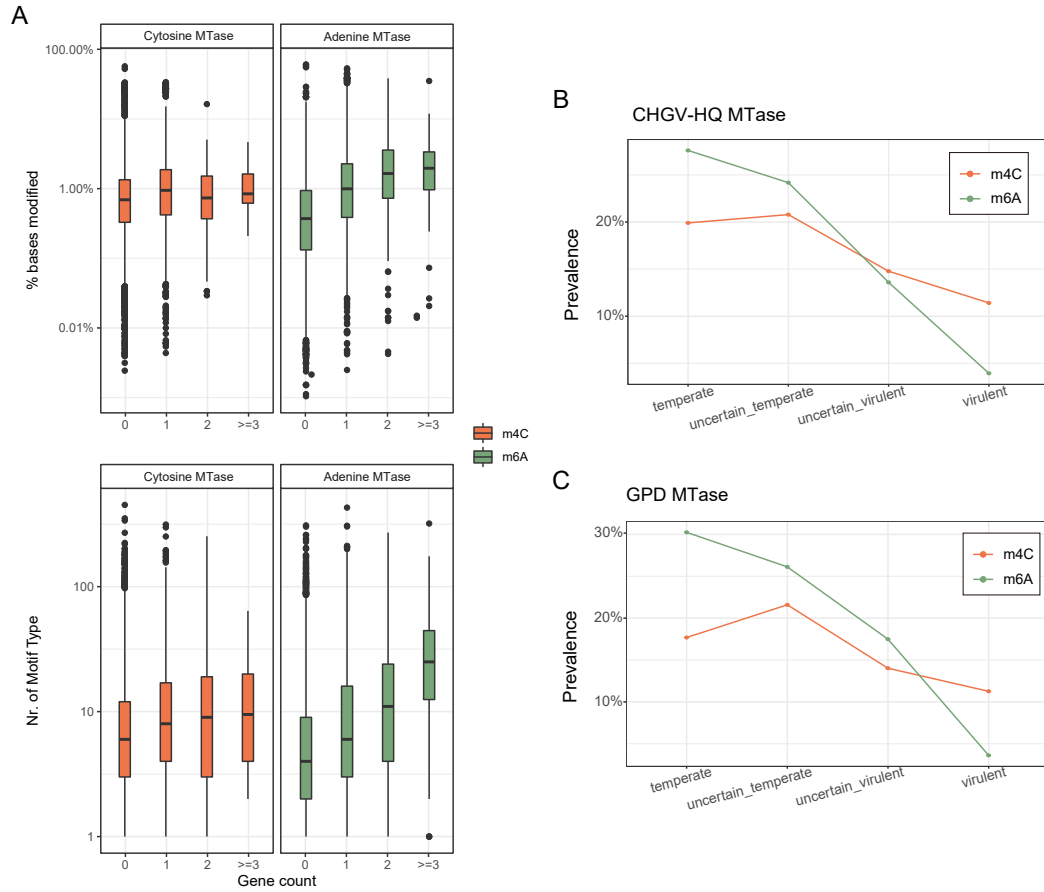 A
Cytosine MTase
Adenine MTase
100.00%
1.00%
0.01%
% bases modified
0 1 2 >=3
0 1 2 >=3
m4C
m6A
Cytosine MTase
Adenine MTase
100
10
1
Nr. of Motif Type
0 1 2 >=3
0 1 2 >=3
Gene count
B
CHGV-HQ MTase
m4C
m6A
20%
10%
Prevalence
temperate
uncertain_temperate
uncertain_virulent
virulent
C
GPD MTase
m4C
m6A
30%
20%
10%
Prevalence
temperate
uncertain_temperate
uncertain_virulent
virulent